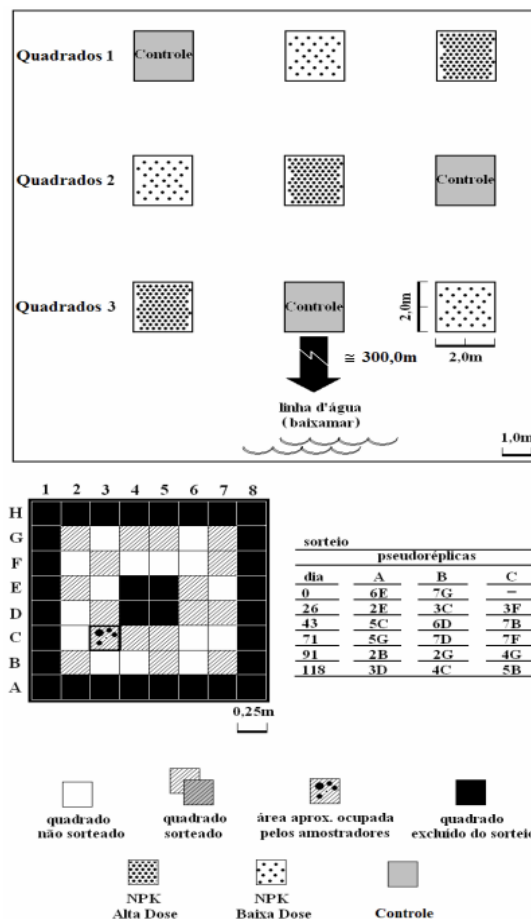 Quadrados 1
Controle
Quadrados 2
Controle
Quadrados 3
Controle
2,0m
2,0m
≅ 300,0m
linha d'água
(baixamar)
1,0m
1 2 3 4 5 6 7 8
H
G
F
E
D
C
B
A
0,25m
sorteio
pseudoréplicas
dia A B C
0 6E 7G –
26 2E 3C 3F
43 5C 6D 7B
71 5G 7D 7F
91 2B 2G 4G
118 3D 4C 5B
quadrado
não sorteado
quadrado
sorteado
área aprox. ocupada
pelos amostradores
quadrado
excluído do sorteio
NPK
Alta Dose
NPK
Baixa Dose
Controle